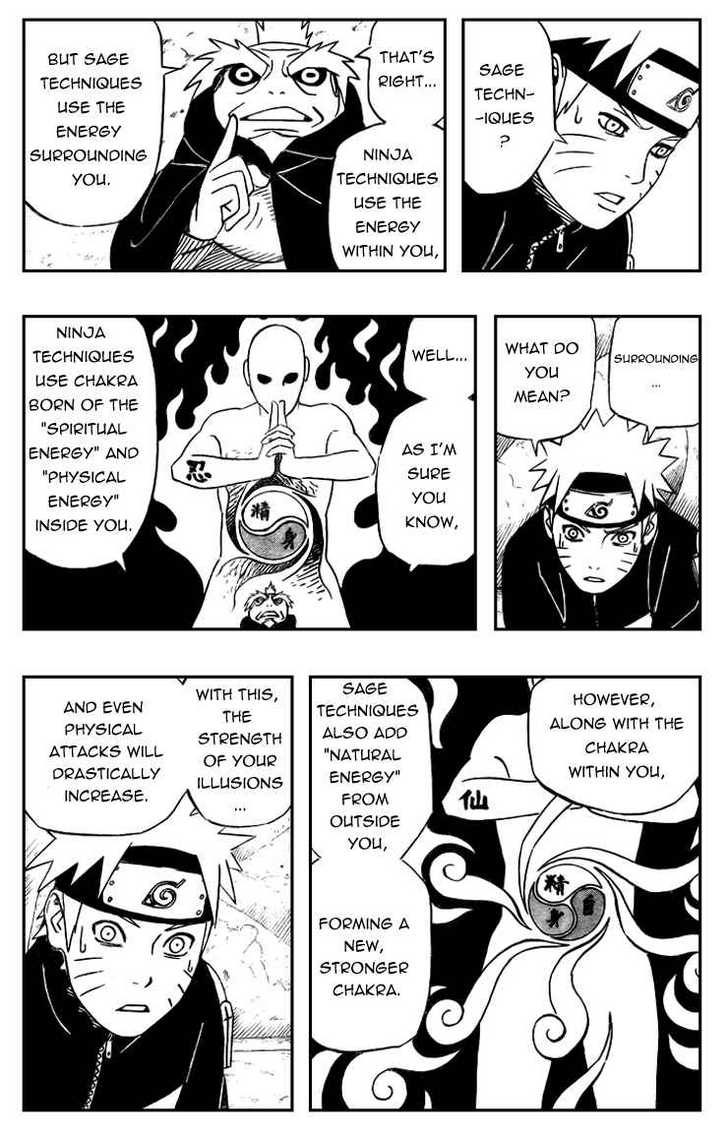 SAGE
TECHN-
-IQUES
?
THAT'S
RIGHT...
NINJA
TECHNIQUES
USE THE
ENERGY
WITHIN YOU,
BUT SAGE
TECHNIQUES
USE THE
ENERGY
SURROUNDING
YOU.
SURROUNDING
...
WHAT DO
YOU
MEAN?
WELL...
AS I'M
SURE
YOU
KNOW,
NINJA
TECHNIQUES
USE CHAKRA
BORN OF THE
"SPIRITUAL
ENERGY" AND
"PHYSICAL
ENERGY"
INSIDE YOU.
忍
精
身
HOWEVER,
ALONG WITH THE
CHAKRA
WITHIN YOU,
SAGE
TECHNIQUES
ALSO ADD
"NATURAL
ENERGY"
FROM
OUTSIDE
YOU,
FORMING A
NEW,
STRONGER
CHAKRA.
仙
精
自
身
WITH THIS,
THE
STRENGTH
OF YOUR
ILLUSIONS
...
AND EVEN
PHYSICAL
ATTACKS WILL
DRASTICALLY
INCREASE.